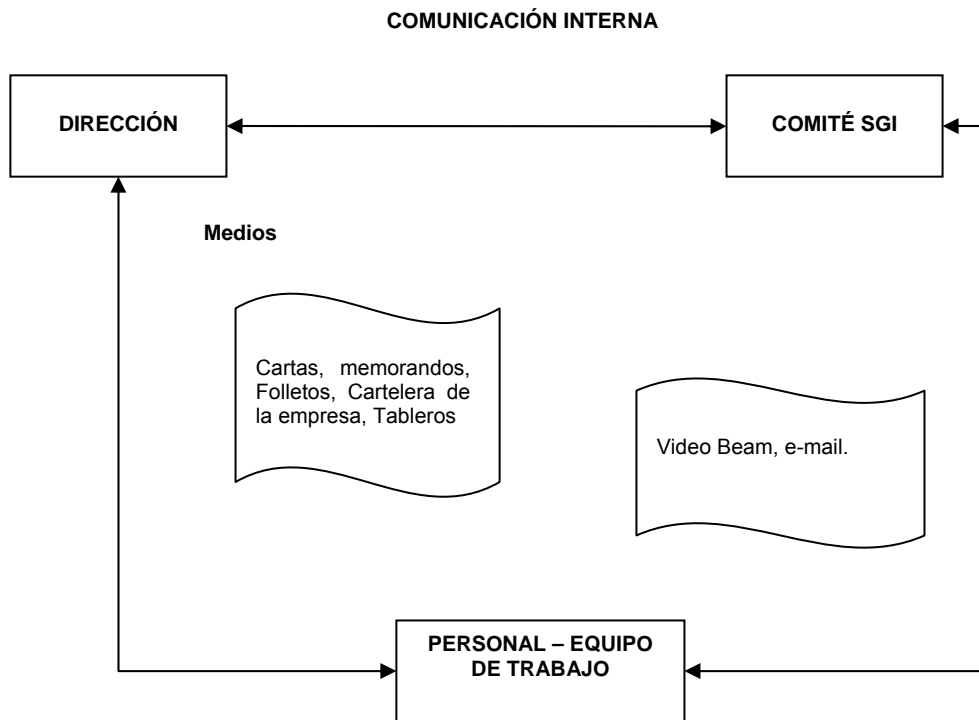 COMUNICACIÓN INTERNA
DIRECCIÓN
COMITÉ SGI
Medios
Cartas, memorandos,
Folletos, Cartelera de
la empresa, Tableros
Video Beam, e-mail.
PERSONAL – EQUIPO
DE TRABAJO